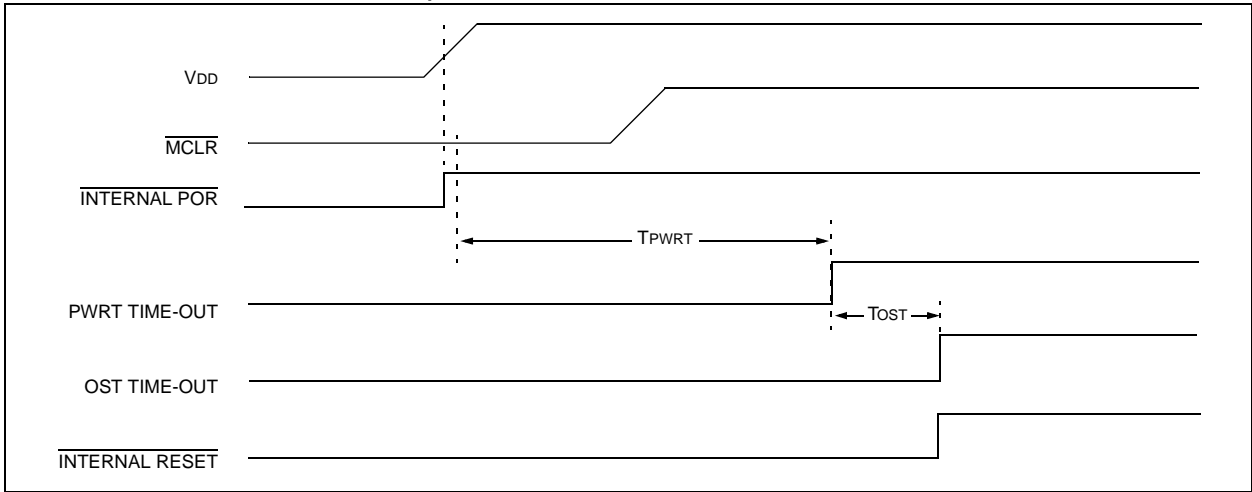 VDD
MCLR
INTERNAL POR
TPWRT
PWRT TIME-OUT
TOST
OST TIME-OUT
INTERNAL RESET